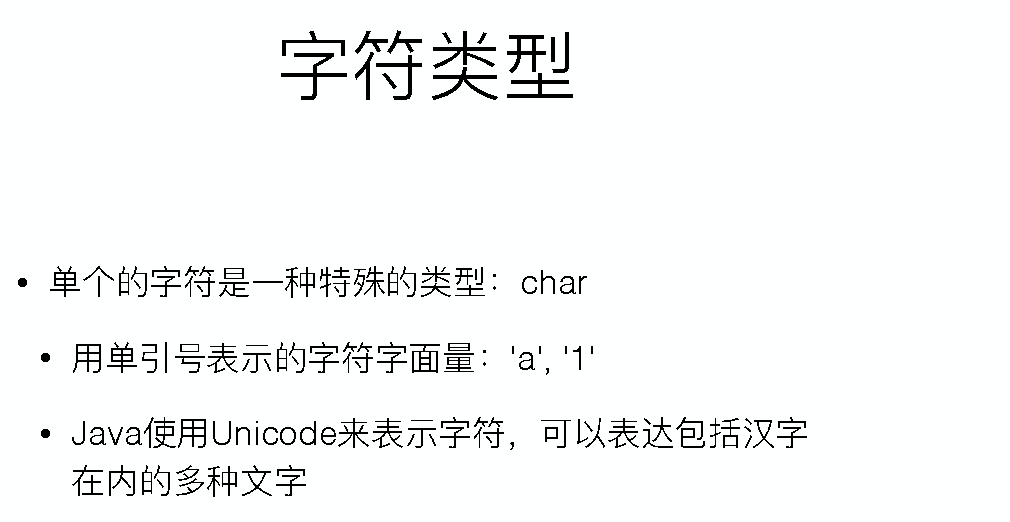 字符类型
• 单个的字符是一种特殊的类型：char
• 用单引号表示的字符字面量：'a', '1'
• Java使用Unicode来表示字符，可以表达包括汉字
在内的多种文字